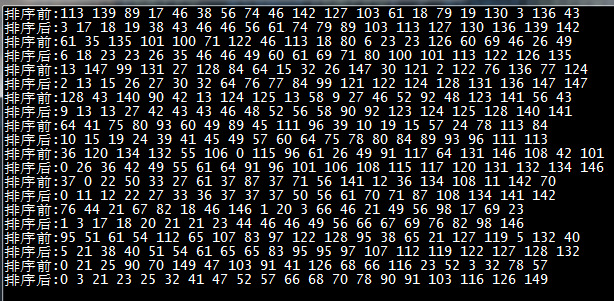 排序前:113 139 89 17 46 38 56 74 46 142 127 103 61 18 79 19 130 3 136 43
排序后:3 17 18 19 38 43 46 46 56 61 74 79 89 103 113 127 130 136 139 142
排序前:61 35 135 101 100 71 122 46 113 18 80 6 23 23 126 60 69 46 26 49
排序后:6 18 23 23 26 35 46 46 49 60 61 69 71 80 100 101 113 122 126 135
排序前:13 147 99 131 27 128 84 64 15 32 26 147 30 121 2 122 76 136 77 124
排序后:2 13 15 26 27 30 32 64 76 77 84 99 121 122 124 128 131 136 147 147
排序前:128 43 140 90 42 13 124 125 13 58 9 27 46 52 92 48 123 141 56 43
排序后:9 13 13 27 42 43 43 46 48 52 56 58 90 92 123 124 125 128 140 141
排序前:64 41 75 80 93 60 49 89 45 111 96 39 10 19 15 57 24 78 113 84
排序后:10 15 19 24 39 41 45 49 57 60 64 75 78 80 84 89 93 96 111 113
排序前:36 120 134 132 55 106 0 115 96 61 26 49 91 117 64 131 146 108 42 101
排序后:0 26 36 42 49 55 61 64 91 96 101 106 108 115 117 120 131 132 134 146
排序前:37 0 22 50 33 27 61 37 87 37 71 56 141 12 36 134 108 11 142 70
排序后:0 11 12 22 27 33 36 37 37 37 50 56 61 70 71 87 108 134 141 142
排序前:76 44 21 67 82 18 46 146 1 20 3 66 46 21 49 56 98 17 69 23
排序后:1 3 17 18 20 21 21 23 44 46 46 49 56 66 67 69 76 82 98 146
排序前:95 51 61 54 112 65 107 83 97 122 128 95 38 65 21 127 119 5 132 40
排序后:5 21 38 40 51 54 61 65 65 83 95 95 97 107 112 119 122 127 128 132
排序前:0 21 25 90 70 149 47 103 91 41 126 68 66 116 23 52 3 32 78 57
排序后:0 3 21 23 25 32 41 47 52 57 66 68 70 78 90 91 103 116 126 149